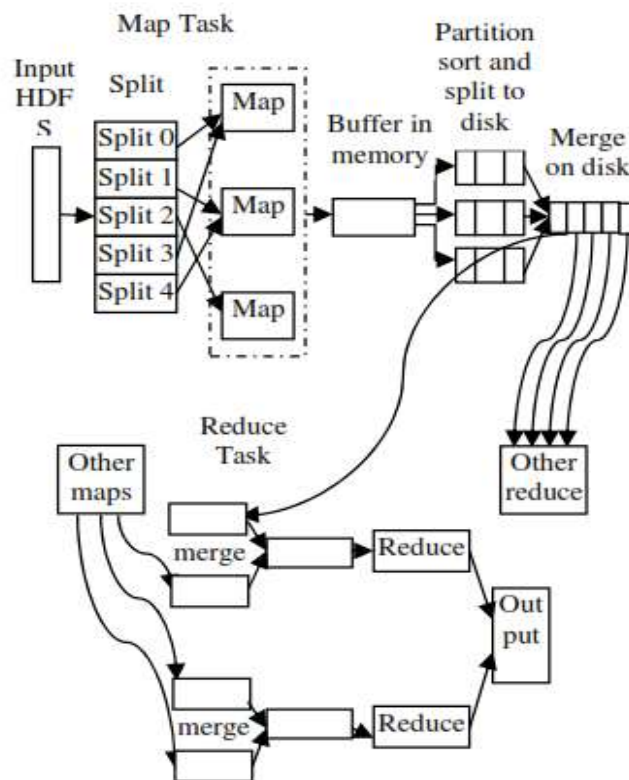 Map Task
Input
HDF
S
Split
Split 0
Split 1
Split 2
Split 3
Split 4
Map
Map
Map
Buffer in
memory
Partition
sort and
split to
disk
Merge
on disk
Reduce
Task
Other
maps
merge
Reduce
merge
Reduce
Out
put
Other
reduce